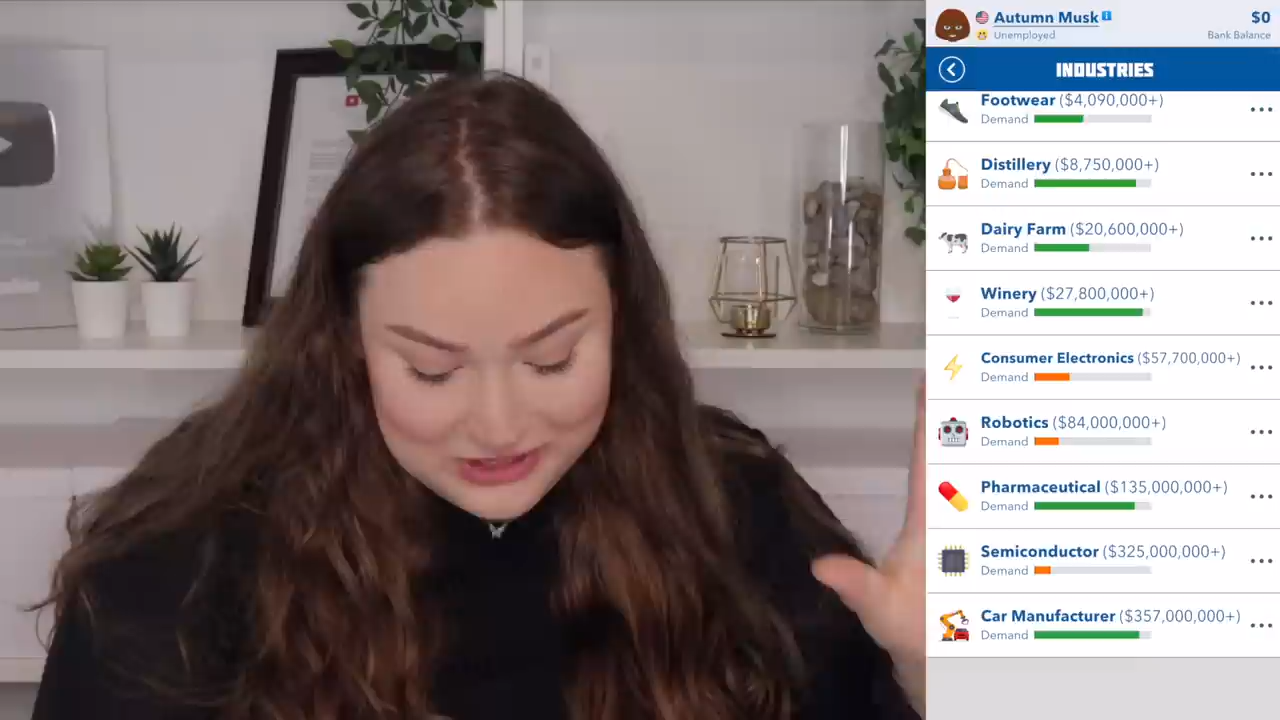 Autumn Musk
$0
Unemployed
Bank Balance
INDUSTRIES
Footwear ($4,090,000+)
Demand
Distillery ($8,750,000+)
Demand
Dairy Farm ($20,600,000+)
Demand
Winery ($27,800,000+)
Demand
Consumer Electronics ($57,700,000+)
Demand
Robotics ($84,000,000+)
Demand
Pharmaceutical ($135,000,000+)
Demand
Semiconductor ($325,000,000+)
Demand
Car Manufacturer ($357,000,000+)
Demand